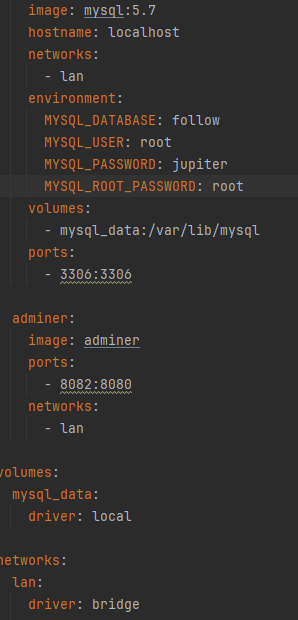 image: mysql:5.7
hostname: localhost
networks:
- lan
environment:
MYSQL_DATABASE: follow
MYSQL_USER: root
MYSQL_PASSWORD: jupiter
MYSQL_ROOT_PASSWORD: root
volumes:
- mysql_data:/var/lib/mysql
ports:
- 3306:3306
adminer:
image: adminer
ports:
- 8082:8080
networks:
- lan
volumes:
mysql_data:
driver: local
networks:
lan:
driver: bridge